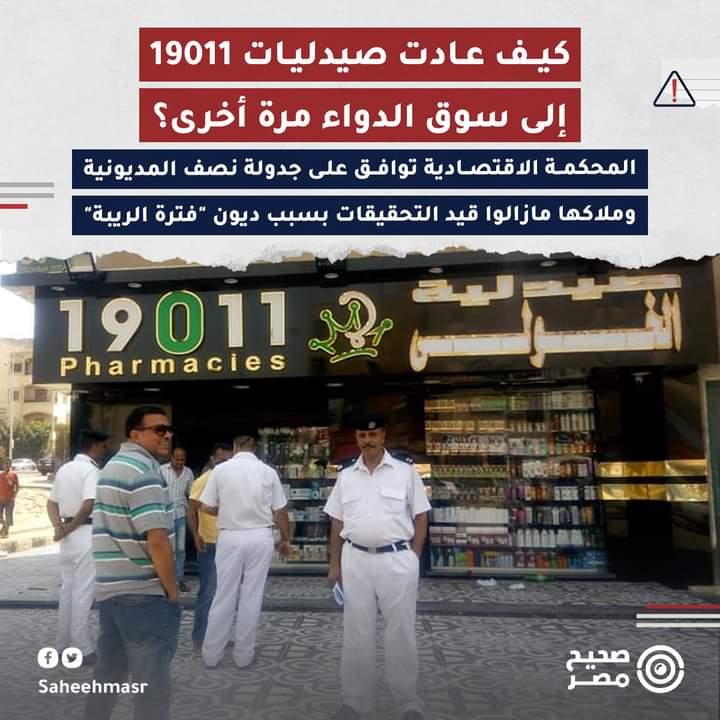 كيف عادت صيدليات 19011
إلى سوق الدواء مرة أخرى؟
المحكمة الاقتصادية توافق على جدولة نصف المديونية
وملاكها مازالوا قيد التحقيقات بسبب ديون "فترة الريبة"
صيدلية
الخولي
19011
Pharmacies
Saheehmasr
صحيح
مصر